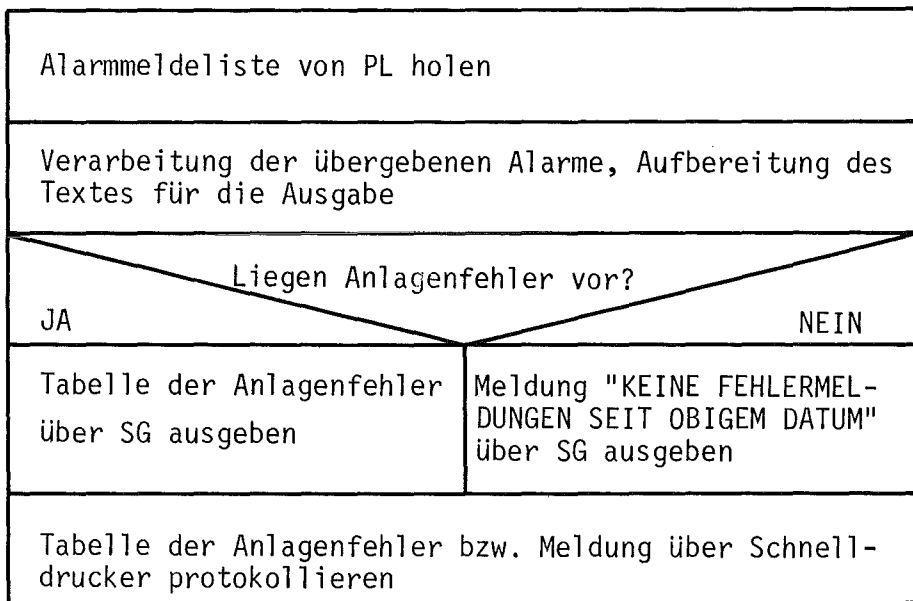 Alarmmeldeliste von PL holen
Verarbeitung der übergebenen Alarme, Aufbereitung des
Textes für die Ausgabe
Liegen Anlagenfehler vor?
JA
NEIN
Tabelle der Anlagenfehler
über SG ausgeben
Meldung "KEINE FEHLERMEL-
DUNGEN SEIT OBIGEM DATUM"
über SG ausgeben
Tabelle der Anlagenfehler bzw. Meldung über Schnell-
drucker protokollieren